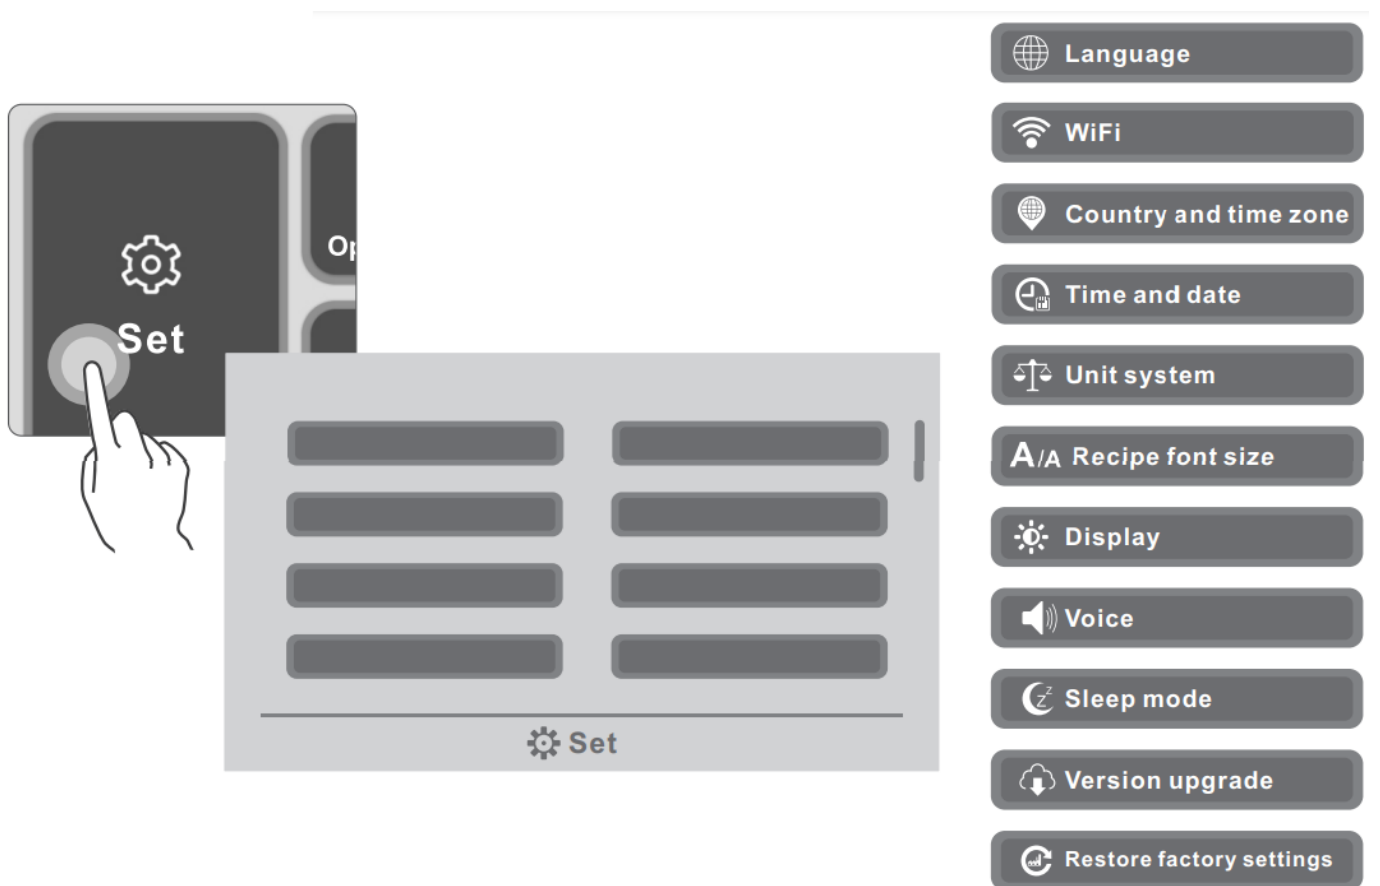 Set
Op
Set
Language
WiFi
Country and time zone
Time and date
Unit system
A/A Recipe font size
Display
Voice
Sleep mode
Version upgrade
Restore factory settings